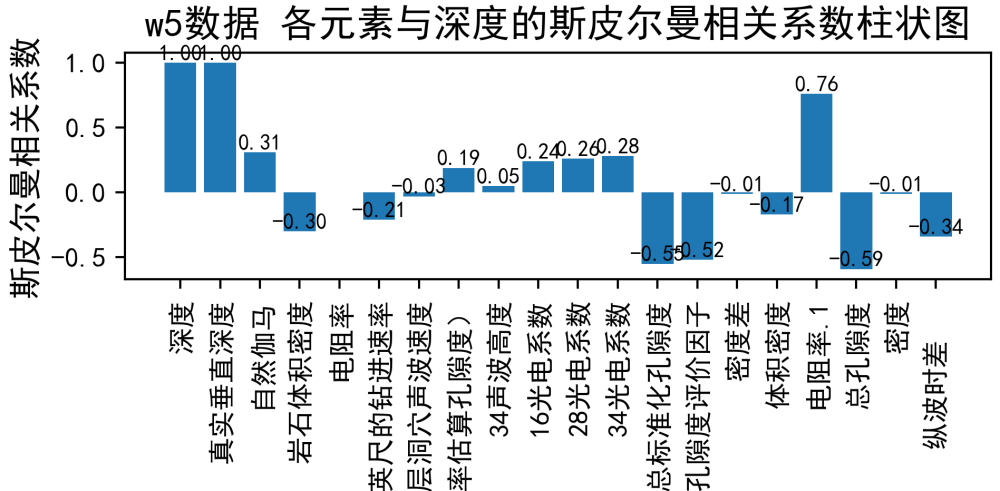 w5数据 各元素与深度的斯皮尔曼相关系数柱状图
斯皮尔曼相关系数
1.0
0.5
0.0
−0.5
1.00
1.00
0.31
−0.30
−0.21
−0.03
0.19
0.05
0.24
0.26
0.28
−0.55
−0.52
−0.01
−0.17
0.76
−0.59
−0.01
−0.34
深度
真实垂直深度
自然伽马
岩石体积密度
电阻率
英尺的钻进速率
层洞穴声波速度
率估算孔隙度）
34声波高度
16光电系数
28光电系数
34光电系数
总标准化孔隙度
孔隙度评价因子
密度差
体积密度
电阻率.1
总孔隙度
密度
纵波时差